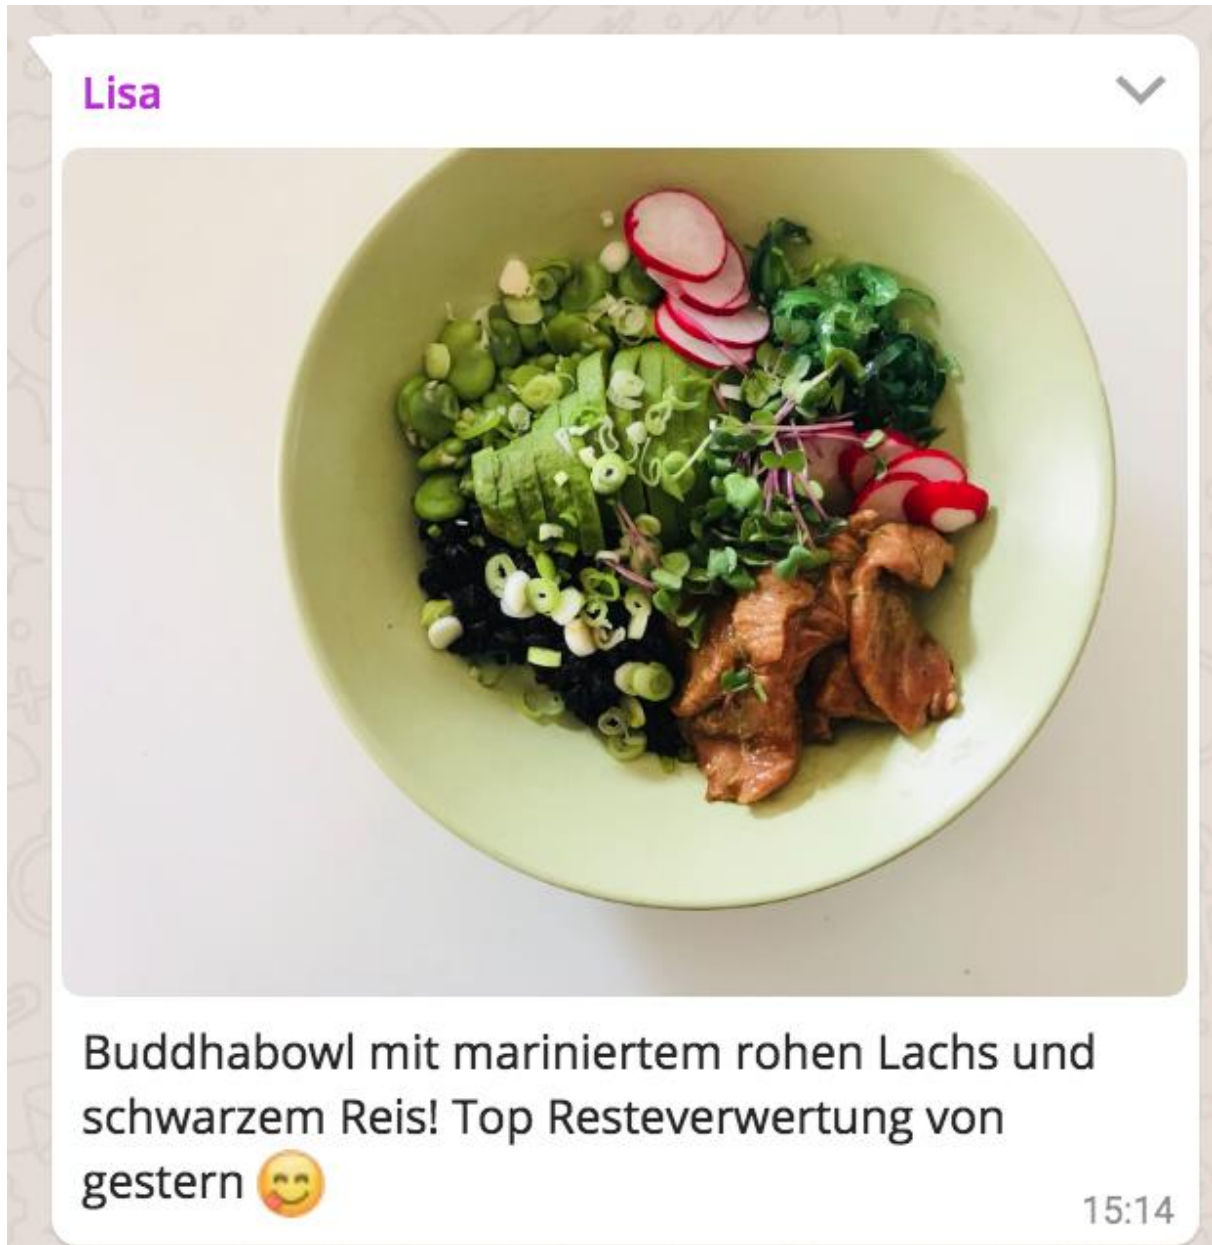 Lisa
Buddhabowl mit mariniertem rohen Lachs und
schwarzem Reis! Top Resteverwertung von
gestern 😋
15:14